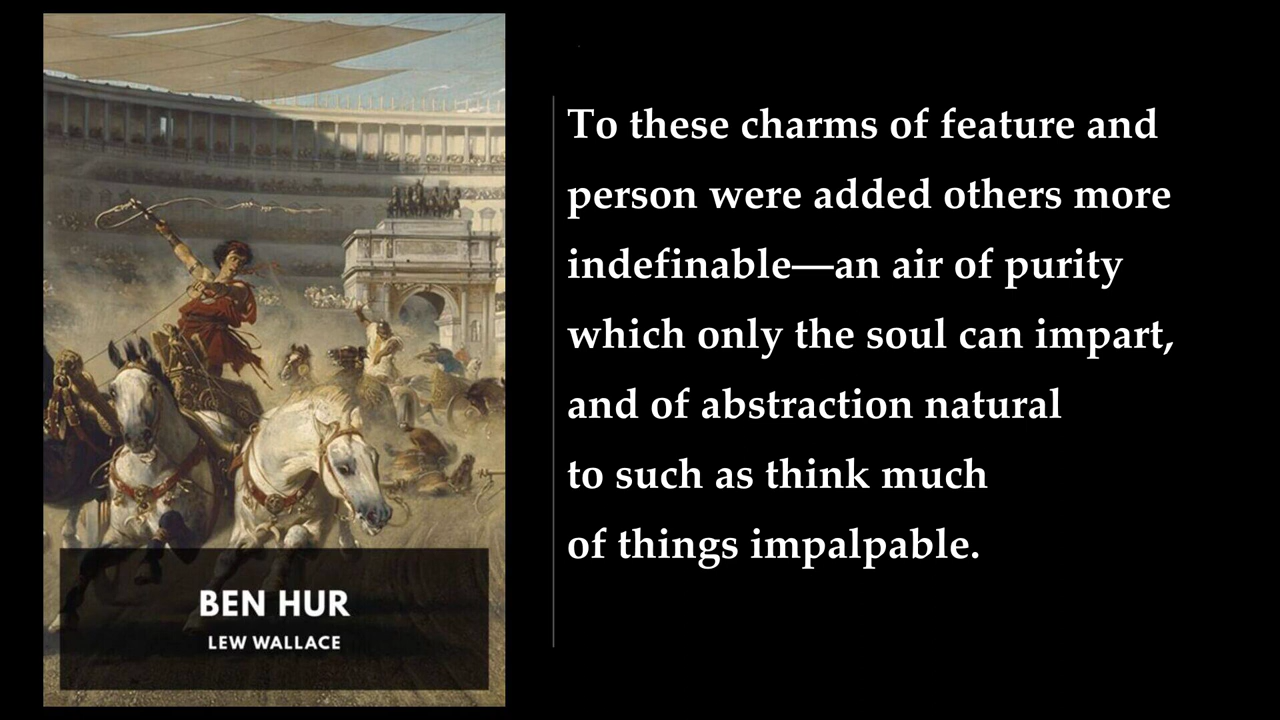 BEN HUR
LEW WALLACE
To these charms of feature and
person were added others more
indefinable—an air of purity
which only the soul can impart,
and of abstraction natural
to such as think much
of things impalpable.